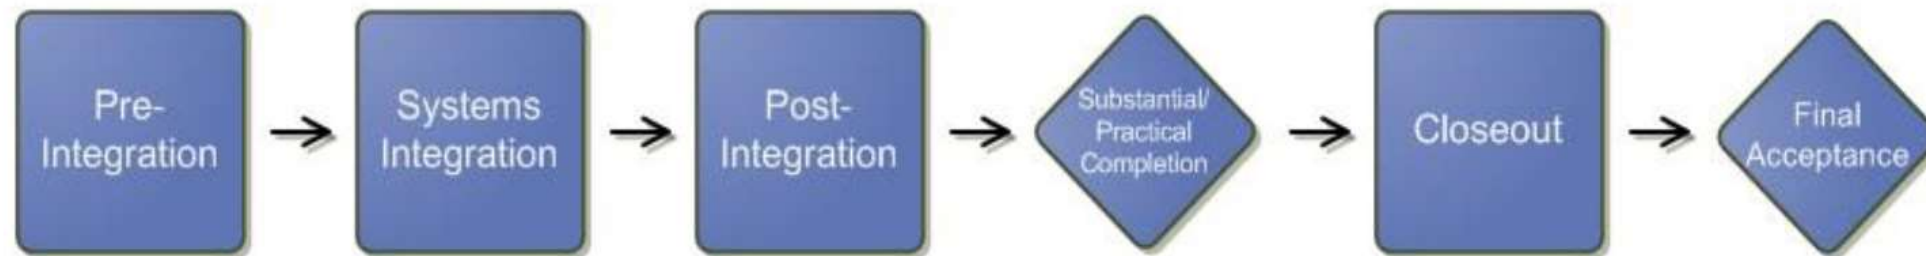 Pre-
Integration
Systems
Integration
Post-
Integration
Substantial/
Practical
Completion
Closeout
Final
Acceptance